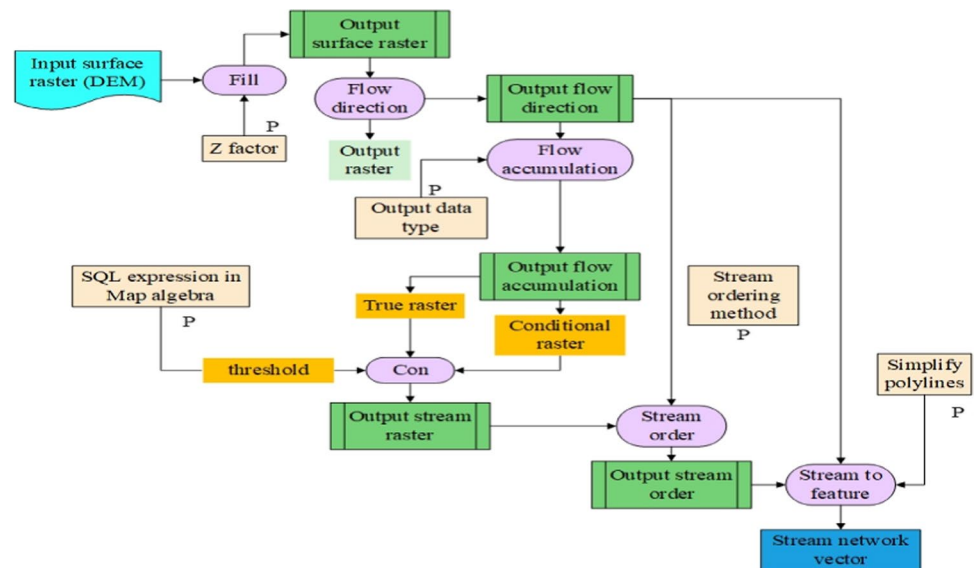 Output
surface raster
Input surface
raster (DEM)
Fill
P
Z factor
Flow
direction
Output
raster
Output flow
direction
Flow
accumulation
P
Output data
type
Output flow
accumulation
SQL expression in
Map algebra
P
True raster
Conditional
raster
threshold
Con
Stream
ordering
method
P
Simplify
polylines
P
Output stream
raster
Stream
order
Output stream
order
Stream to
feature
Stream network
vector